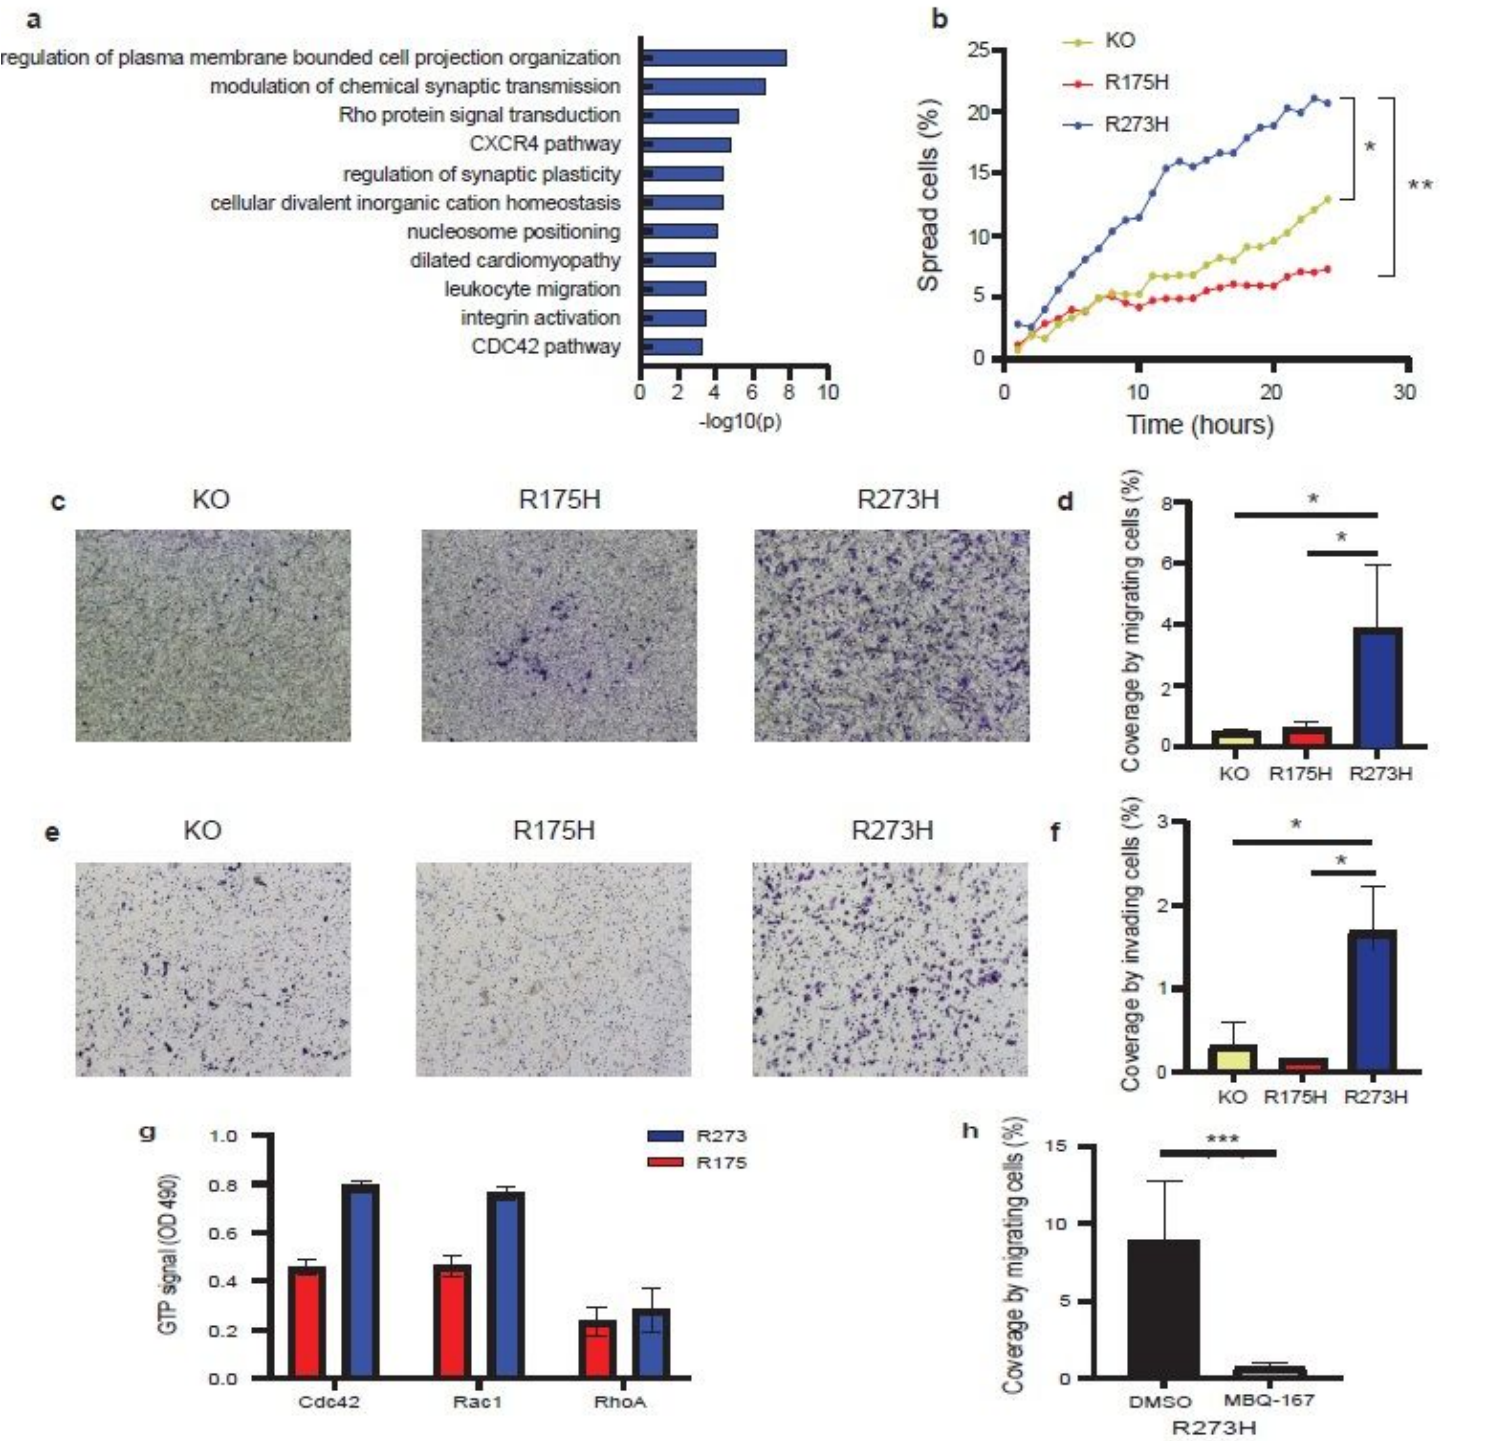 a
regulation of plasma membrane bounded cell projection organization
modulation of chemical synaptic transmission
Rho protein signal transduction
CXCR4 pathway
regulation of synaptic plasticity
cellular divalent inorganic cation homeostasis
nucleosome positioning
dilated cardiomyopathy
leukocyte migration
integrin activation
CDC42 pathway
0 2 4 6 8 10
-log10(p)
b
KO
R175H
R273H
25
20
15
10
5
0
Spread cells (%)
0 10 20 30
Time (hours)
*
**
c
KO R175H R273H
d
Coverage by migrating cells (%)
8
6
4
2
0
*
*
KO R175H R273H
e
KO R175H R273H
f
Coverage by invading cells (%)
3
2
1
0
*
*
KO R175H R273H
g
GTP signal (OD 490)
1.0
0.8
0.6
0.4
0.2
0.0
R273
R175
Cdc42 Rac1 RhoA
h
Coverage by migrating cells (%)
15
10
5
0
***
DMSO MBQ-167
R273H